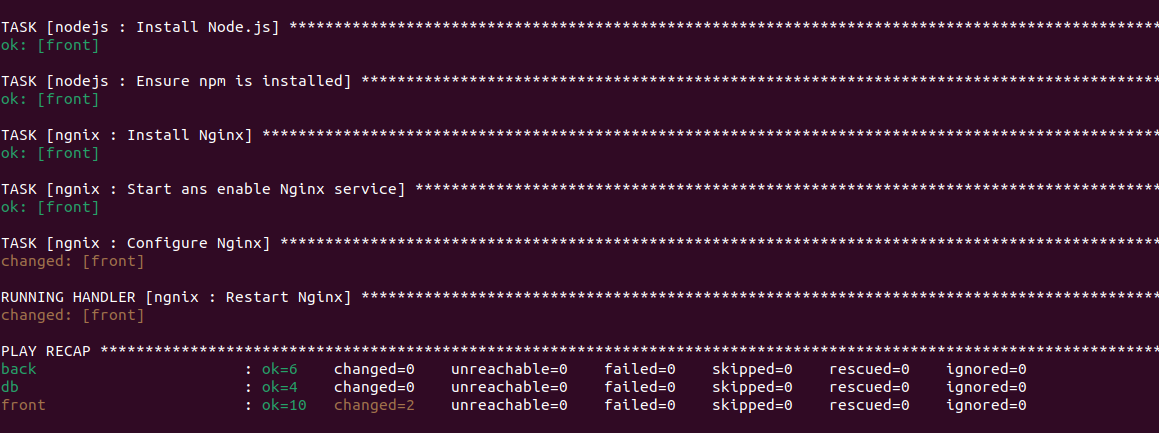 TASK [nodejs : Install Node.js] *************************************************************************************************
ok: [front]
TASK [nodejs : Ensure npm is installed] *****************************************************************************************
ok: [front]
TASK [ngnix : Install Nginx] ****************************************************************************************************
ok: [front]
TASK [ngnix : Start ans enable Nginx service] ***********************************************************************************
ok: [front]
TASK [ngnix : Configure Nginx] **************************************************************************************************
changed: [front]
RUNNING HANDLER [ngnix : Restart Nginx] *****************************************************************************************
changed: [front]
PLAY RECAP **********************************************************************************************************************
back                       : ok=6    changed=0    unreachable=0    failed=0    skipped=0    rescued=0    ignored=0
db                         : ok=4    changed=0    unreachable=0    failed=0    skipped=0    rescued=0    ignored=0
front                      : ok=10   changed=2    unreachable=0    failed=0    skipped=0    rescued=0    ignored=0